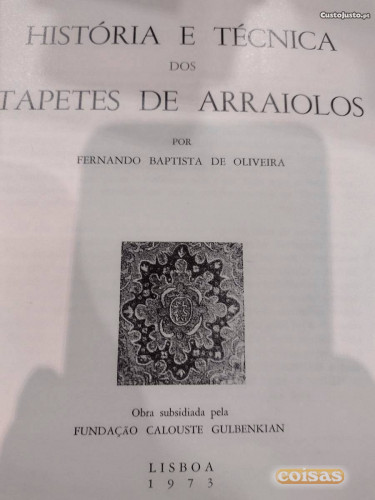 CustoJusto.pt
HISTÓRIA E TÉCNICA
DOS
TAPETES DE ARRAIOLOS
POR
FERNANDO BAPTISTA DE OLIVEIRA
Obra subsidiada pela
FUNDAÇÃO CALOUSTE GULBENKIAN
LISBOA
1973
coisas